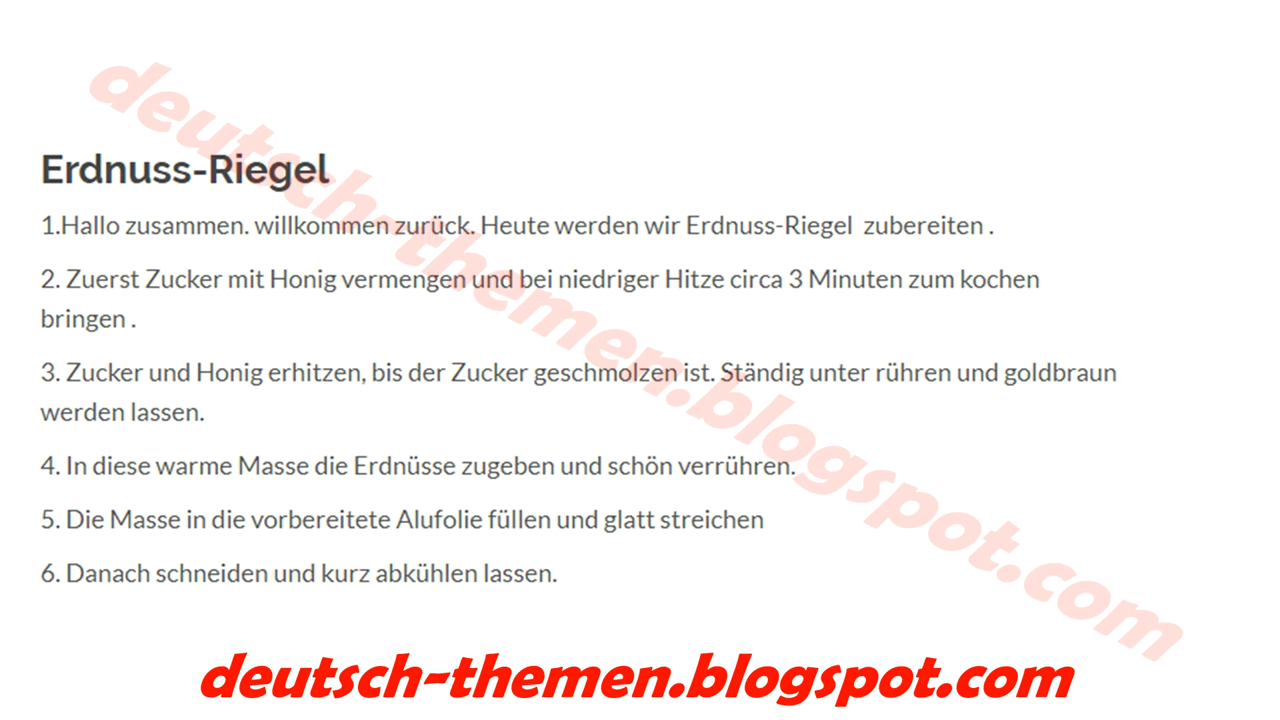 deutsch-themen.blogspot.com
Erdnuss-Riegel
1.Hallo zusammen. willkommen zurück. Heute werden wir Erdnuss-Riegel  zubereiten .
2. Zuerst Zucker mit Honig vermengen und bei niedriger Hitze circa 3 Minuten zum kochen
bringen .
3. Zucker und Honig erhitzen, bis der Zucker geschmolzen ist. Ständig unter rühren und goldbraun
werden lassen.
4. In diese warme Masse die Erdnüsse zugeben und schön verrühren.
5. Die Masse in die vorbereitete Alufolie füllen und glatt streichen
6. Danach schneiden und kurz abkühlen lassen.
deutsch-themen.blogspot.com